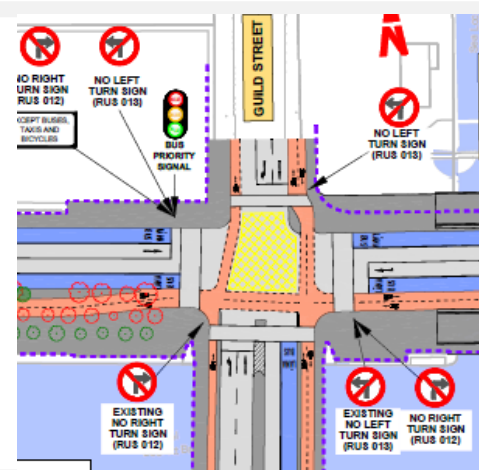 NO RIGHT
TURN SIGN
(RUS 012)
NO LEFT
TURN SIGN
(RUS 013)
EXCEPT BUSES,
TAXIS AND
BICYCLES
BUS
PRIORITY
SIGNAL
GUILD STREET
NO LEFT
TURN SIGN
(RUS 013)
EXISTING
NO RIGHT
TURN SIGN
(RUS 012)
EXISTING
NO LEFT
TURN SIGN
(RUS 013)
NO RIGHT
TURN SIGN
(RUS 012)